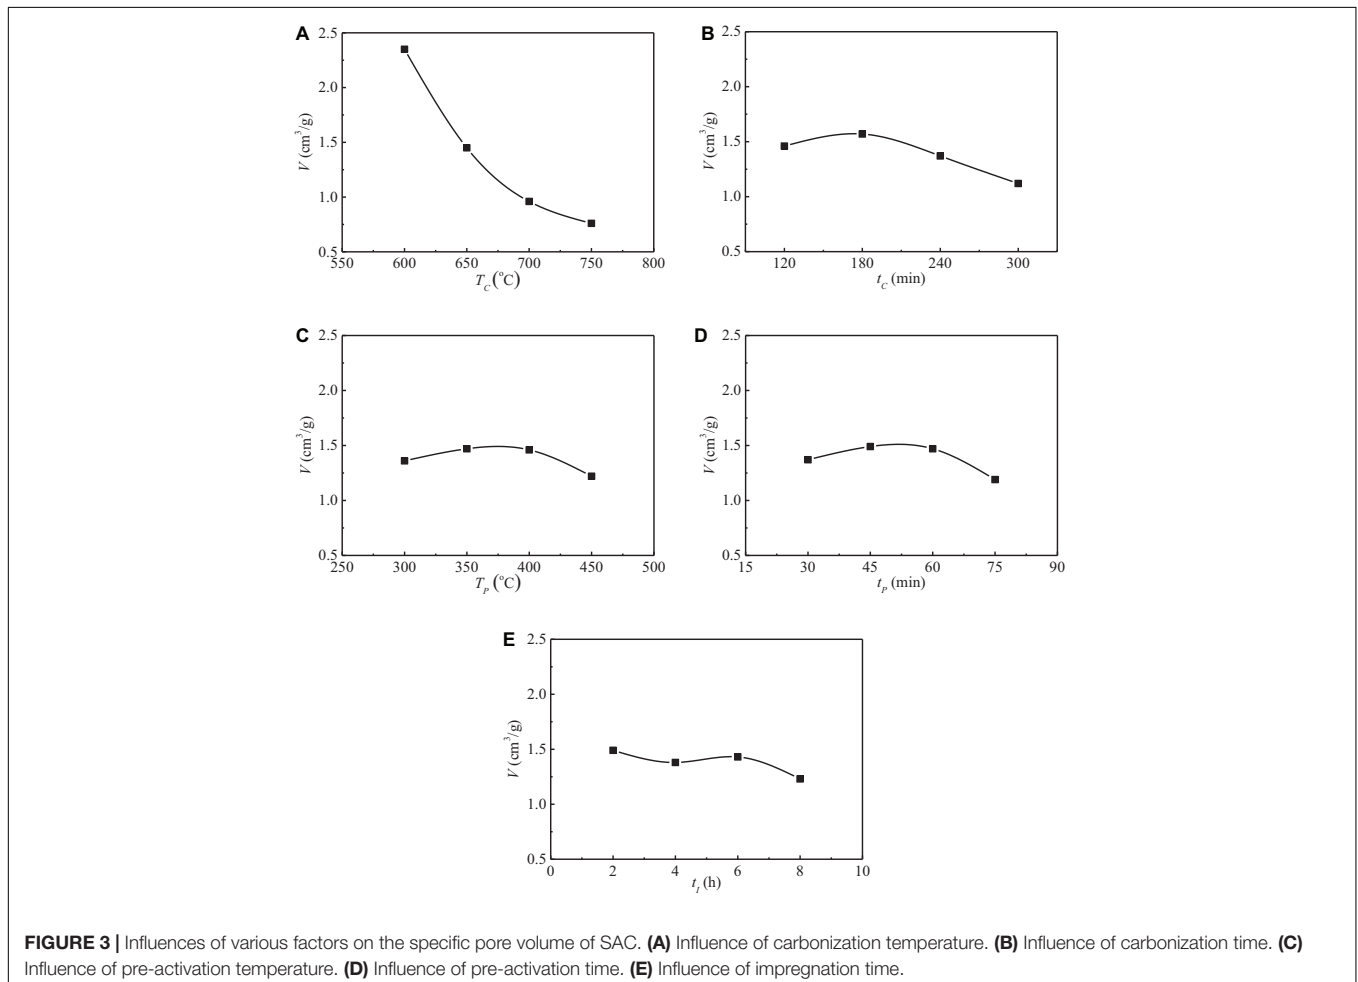 A
2.5
2.0
1.5
1.0
0.5
V (cm³/g)
550 600 650 700 750 800
T_C (°C)
B
2.5
2.0
1.5
1.0
0.5
V (cm³/g)
120 180 240 300
t_C (min)
C
2.5
2.0
1.5
1.0
0.5
V (cm³/g)
250 300 350 400 450 500
T_P (°C)
D
2.5
2.0
1.5
1.0
0.5
V (cm³/g)
15 30 45 60 75 90
t_P (min)
E
2.5
2.0
1.5
1.0
0.5
V (cm³/g)
0 2 4 6 8 10
t_I (h)
FIGURE 3 | Influences of various factors on the specific pore volume of SAC. (A) Influence of carbonization temperature. (B) Influence of carbonization time. (C)
Influence of pre-activation temperature. (D) Influence of pre-activation time. (E) Influence of impregnation time.